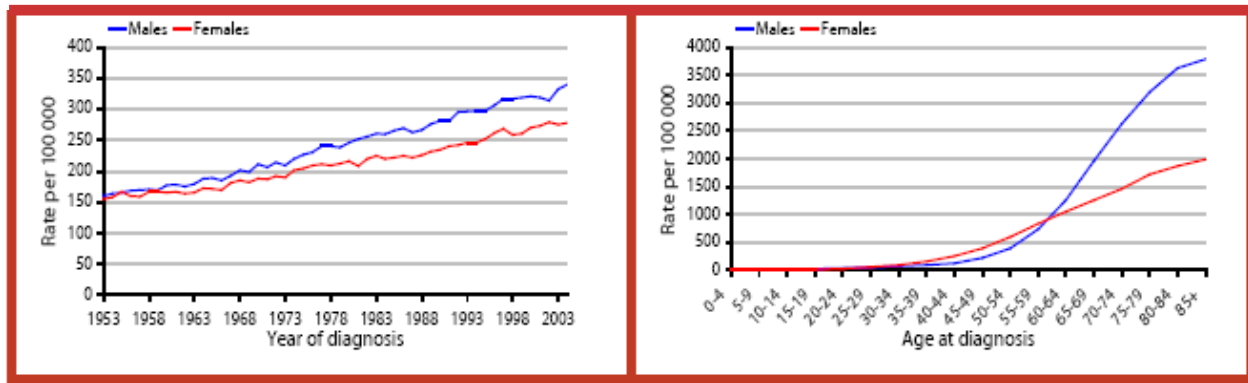 Males Females
Rate per 100 000
400
350
300
250
200
150
100
50
0
1953 1958 1963 1968 1973 1978 1983 1988 1993 1998 2003
Year of diagnosis
Males Females
Rate per 100 000
4000
3500
3000
2500
2000
1500
1000
500
0
0-4 5-9 10-14 15-19 20-24 25-29 30-34 35-39 40-44 45-49 50-54 55-59 60-64 65-69 70-74 75-79 80-84 85+
Age at diagnosis